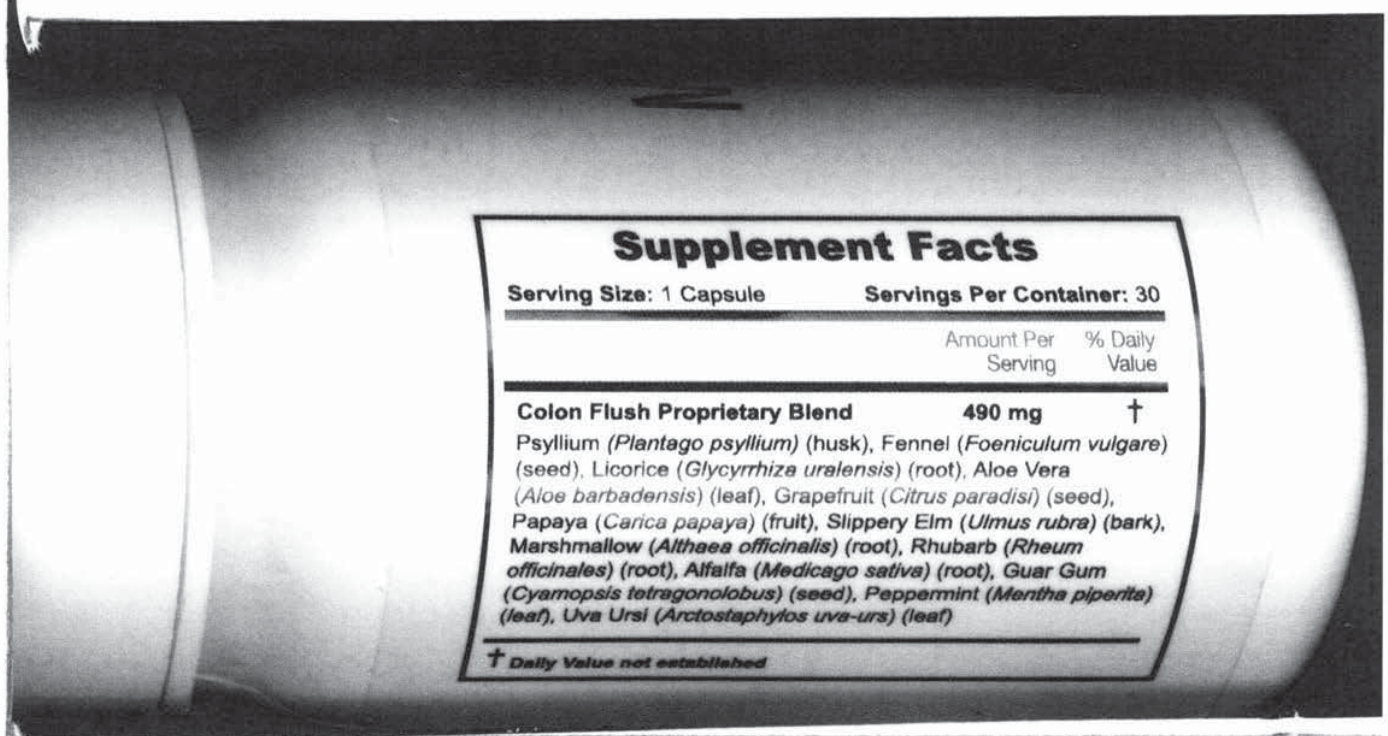 Supplement Facts
Serving Size: 1 Capsule Servings Per Container: 30
Amount Per % Daily
Serving Value
Colon Flush Proprietary Blend 490 mg †
Psyllium (Plantago psyllium) (husk), Fennel (Foeniculum vulgare)
(seed), Licorice (Glycyrrhiza uralensis) (root), Aloe Vera
(Aloe barbadensis) (leaf), Grapefruit (Citrus paradisi) (seed),
Papaya (Carica papaya) (fruit), Slippery Elm (Ulmus rubra) (bark),
Marshmallow (Althaea officinalis) (root), Rhubarb (Rheum
officinales) (root), Alfalfa (Medicago sativa) (root), Guar Gum
(Cyamopsis tetragonolobus) (seed), Peppermint (Mentha piperita)
(leaf), Uva Ursi (Arctostaphylos uva-urs) (leaf)
† Daily Value not established